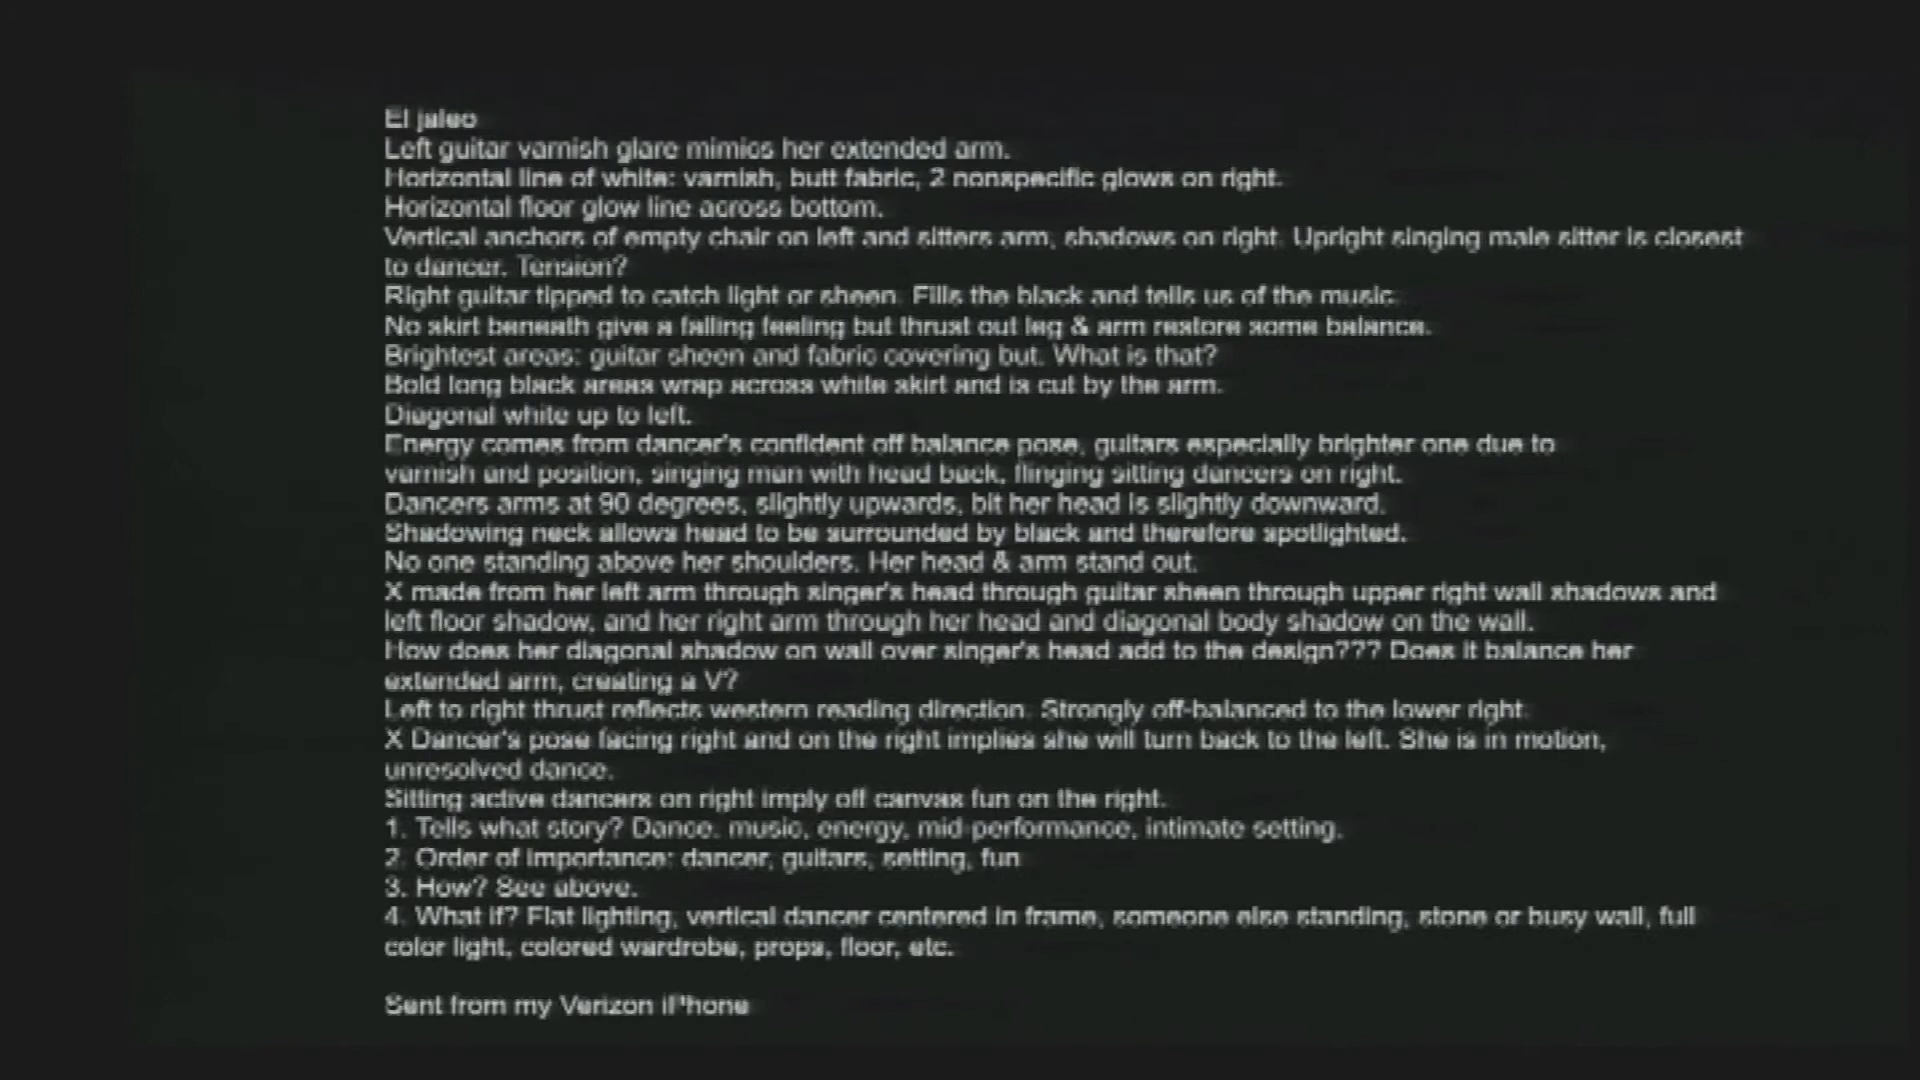 El jaleo
Left guitar varnish glare mimics her extended arm.
Horizontal line of white: varnish, butt fabric, 2 nonspecific glows on right.
Horizontal floor glow line across bottom.
Vertical anchors of empty chair on left and sitters arm, shadows on right. Upright singing male sitter is closest
to dancer. Tension?
Right guitar tipped to catch light or sheen. Fills the black and tells us of the music.
No skirt beneath give a falling feeling but thrust out leg & arm restore some balance.
Brightest areas: guitar sheen and fabric covering but. What is that?
Bold long black areas wrap across white skirt and is cut by the arm.
Diagonal white up to left.
Energy comes from dancer's confident off balance pose, guitars especially brighter one due to
varnish and position, singing man with head back, flinging sitting dancers on right.
Dancers arms at 90 degrees, slightly upwards, bit her head is slightly downward.
Shadowing neck allows head to be surrounded by black and therefore spotlighted.
No one standing above her shoulders. Her head & arm stand out.
X made from her left arm through singer's head through guitar sheen through upper right wall shadows and
left floor shadow, and her right arm through her head and diagonal body shadow on the wall.
How does her diagonal shadow on wall over singer's head add to the design??? Does it balance her
extended arm, creating a V?
Left to right thrust reflects western reading direction. Strongly off-balanced to the lower right.
X Dancer's pose facing right and on the right implies she will turn back to the left. She is in motion,
unresolved dance.
Sitting active dancers on right imply off canvas fun on the right.
1. Tells what story? Dance. music, energy, mid performance, intimate setting.
2. Order of importance: dancer, guitars, setting, fun
3. How? See above.
4. What if? Flat lighting, vertical dancer centered in frame, someone else standing, stone or busy wall, full
color light, colored wardrobe, props, floor, etc.
Sent from my Verizon iPhone